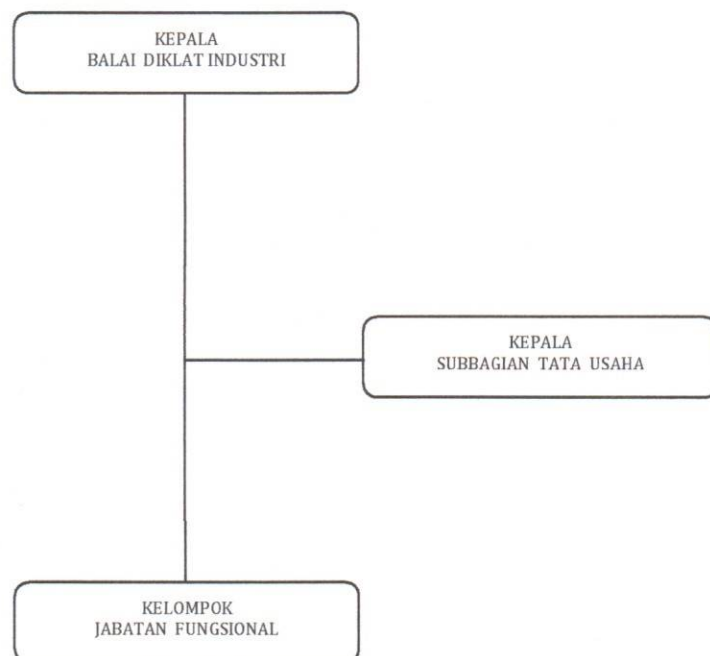 KEPALA
BALAI DIKLAT INDUSTRI
KEPALA
SUBBAGIAN TATA USAHA
KELOMPOK
JABATAN FUNGSIONAL